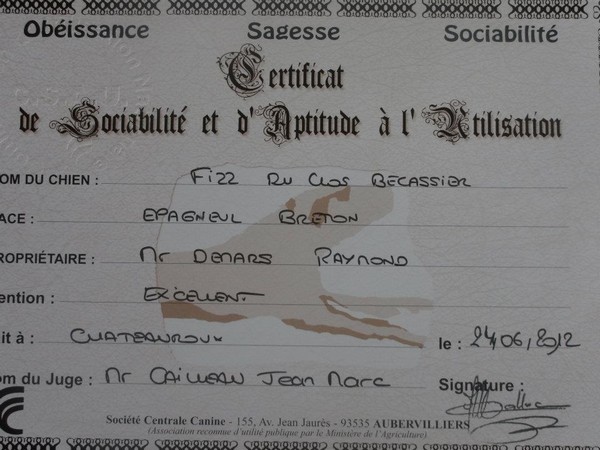 Obéissance Sagesse Sociabilité
Certificat
de Sociabilité et d'Aptitude à l'Utilisation
OM DU CHIEN : Fizz Du Clos BECASSIER
ACE : EPAGNEUL BRETON
OPRIÉTAIRE : Mr DEMARS RAYMOND
ention : EXCELLENT
it à : CHATEAUROUX le : 24/06/2012
om du Juge : Mr CAILLEAU Jean Marc Signature :
Société Centrale Canine - 155, Av. Jean Jaurès - 93535 AUBERVILLIERS
(Association reconnue d'utilité publique par le Ministère de l'Agriculture)